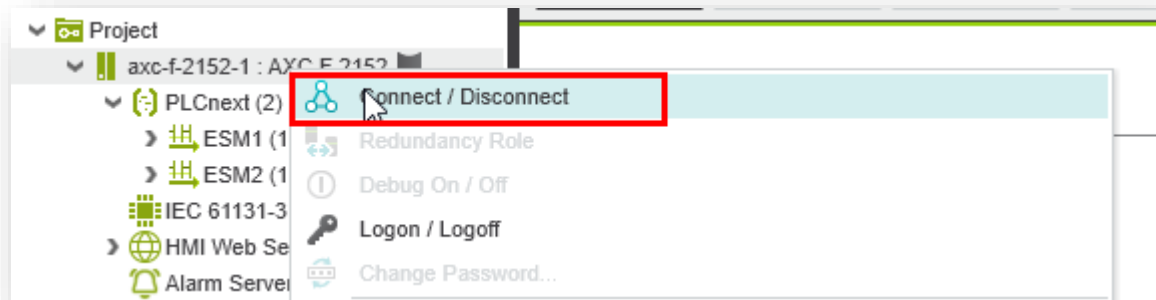 Project
axc-f-2152-1 : AXC F 2152
PLCnext (2)
Connect / Disconnect
ESM1 (1
Redundancy Role
ESM2 (1
Debug On / Off
IEC 61131-3
Logon / Logoff
HMI Web Se
Alarm Server
Change Password...